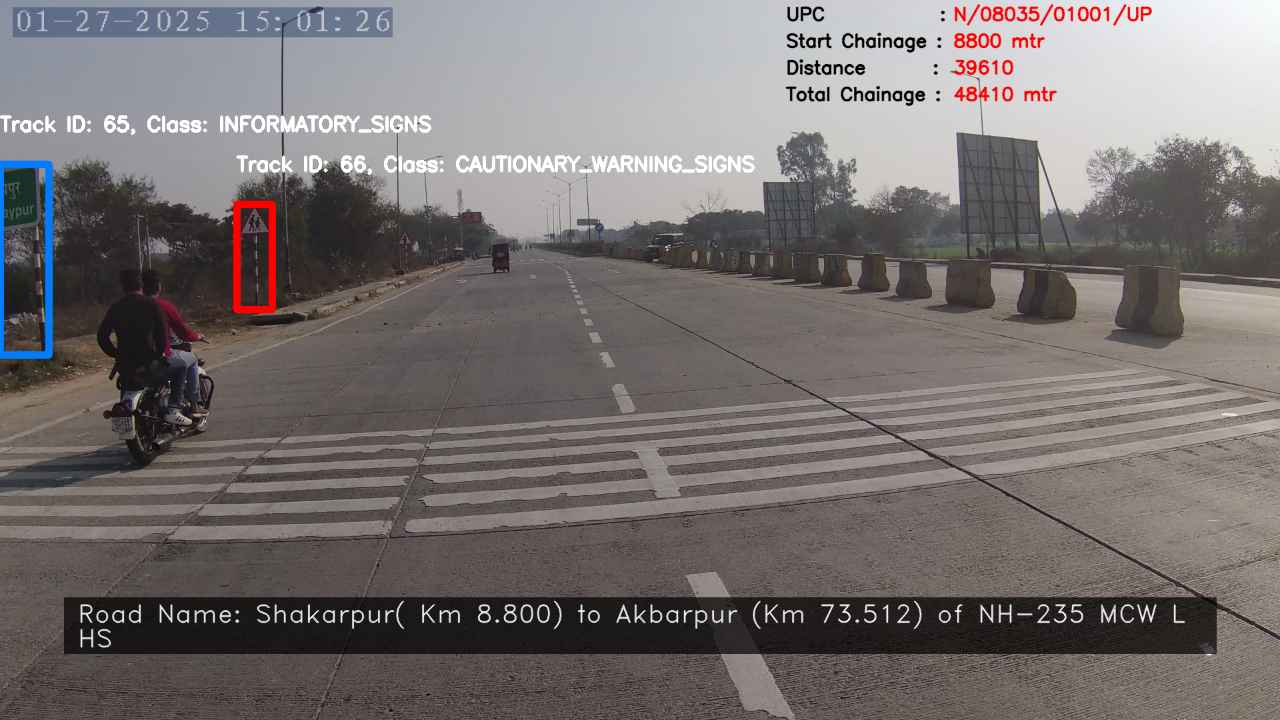 01-27-2025 15:01:26
UPC : N/08035/01001/UP
Start Chainage : 8800 mtr
Distance : 39610
Total Chainage : 48410 mtr
Track ID: 65, Class: INFORMATORY_SIGNS
Track ID: 66, Class: CAUTIONARY_WARNING_SIGNS
Road Name: Shakarpur( Km 8.800) to Akbarpur (Km 73.512) of NH-235 MCW L
HS